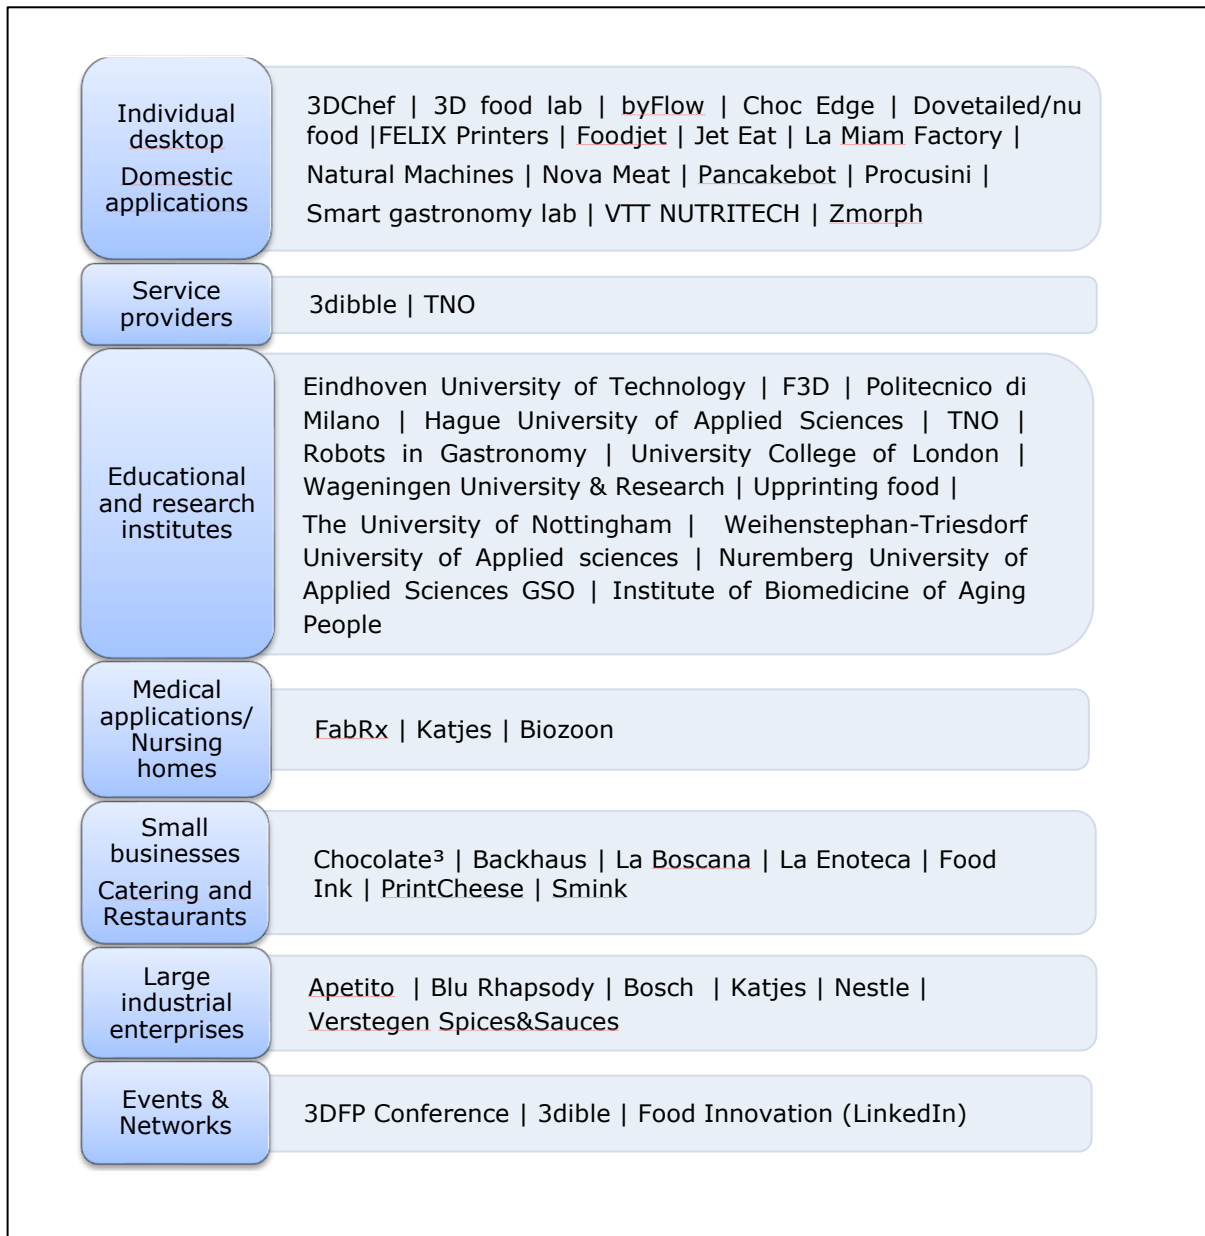 Individual
desktop
Domestic
applications
3DChef | 3D food lab | byFlow | Choc Edge | Dovetailed/nu
food |FELIX Printers | Foodjet | Jet Eat | La Miam Factory |
Natural Machines | Nova Meat | Pancakebot | Procusini |
Smart gastronomy lab | VTT NUTRITECH | Zmorph
Service
providers
3dibble | TNO
Educational
and research
institutes
Eindhoven University of Technology | F3D | Politecnico di
Milano | Hague University of Applied Sciences | TNO |
Robots in Gastronomy | University College of London |
Wageningen University & Research | Upprinting food |
The University of Nottingham | Weihenstephan-Triesdorf
University of Applied sciences | Nuremberg University of
Applied Sciences GSO | Institute of Biomedicine of Aging
People
Medical
applications/
Nursing
homes
FabRx | Katjes | Biozoon
Small
businesses
Catering and
Restaurants
Chocolate³ | Backhaus | La Boscana | La Enoteca | Food
Ink | PrintCheese | Smink
Large
industrial
enterprises
Apetito | Blu Rhapsody | Bosch | Katjes | Nestle |
Verstegen Spices&Sauces
Events &
Networks
3DFP Conference | 3dible | Food Innovation (LinkedIn)